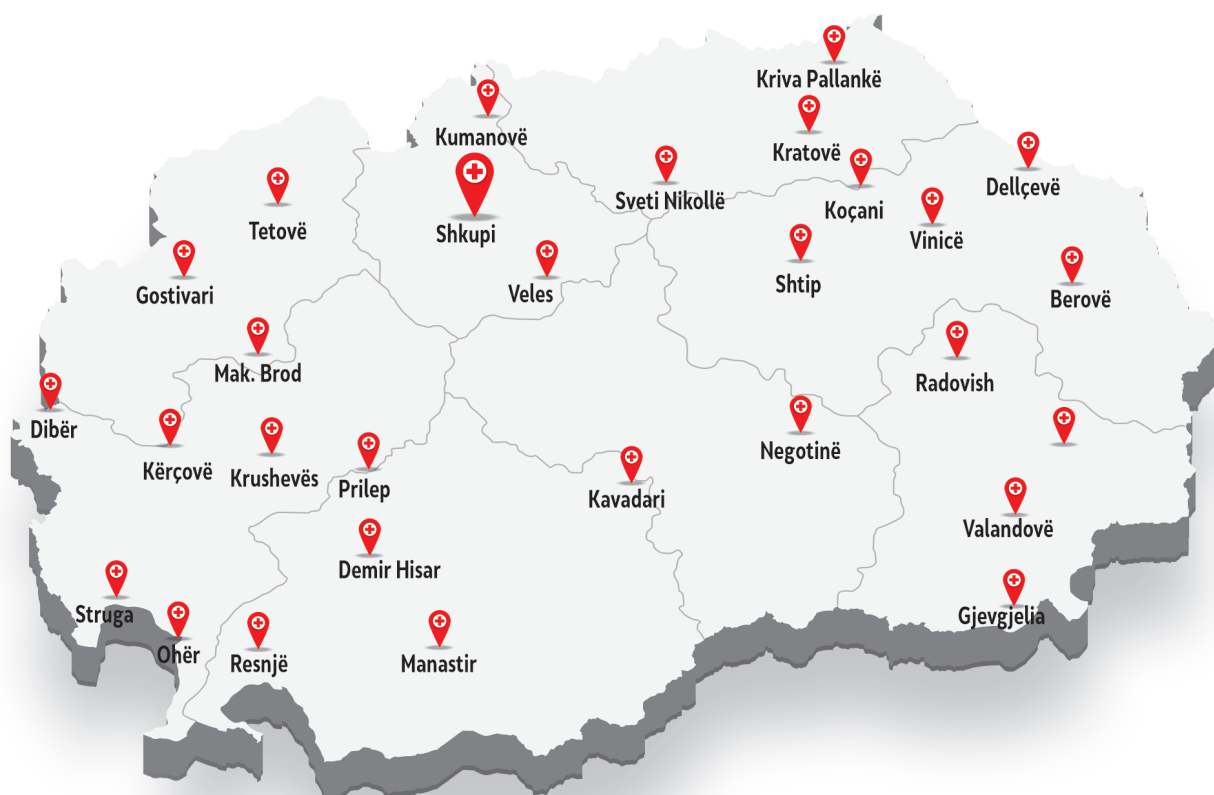 Kriva Pallankë
Kumanovë
Kratovë
Dellçevë
Sveti Nikollë
Koçani
Tetovë
Shkupi
Vinicë
Gostivari
Veles
Shtip
Berovë
Mak. Brod
Radovish
Dibër
Kërçovë
Krushevës
Prilep
Negotinë
Kavadari
Valandovë
Demir Hisar
Struga
Gjevgjelia
Ohër
Resnjë
Manastir